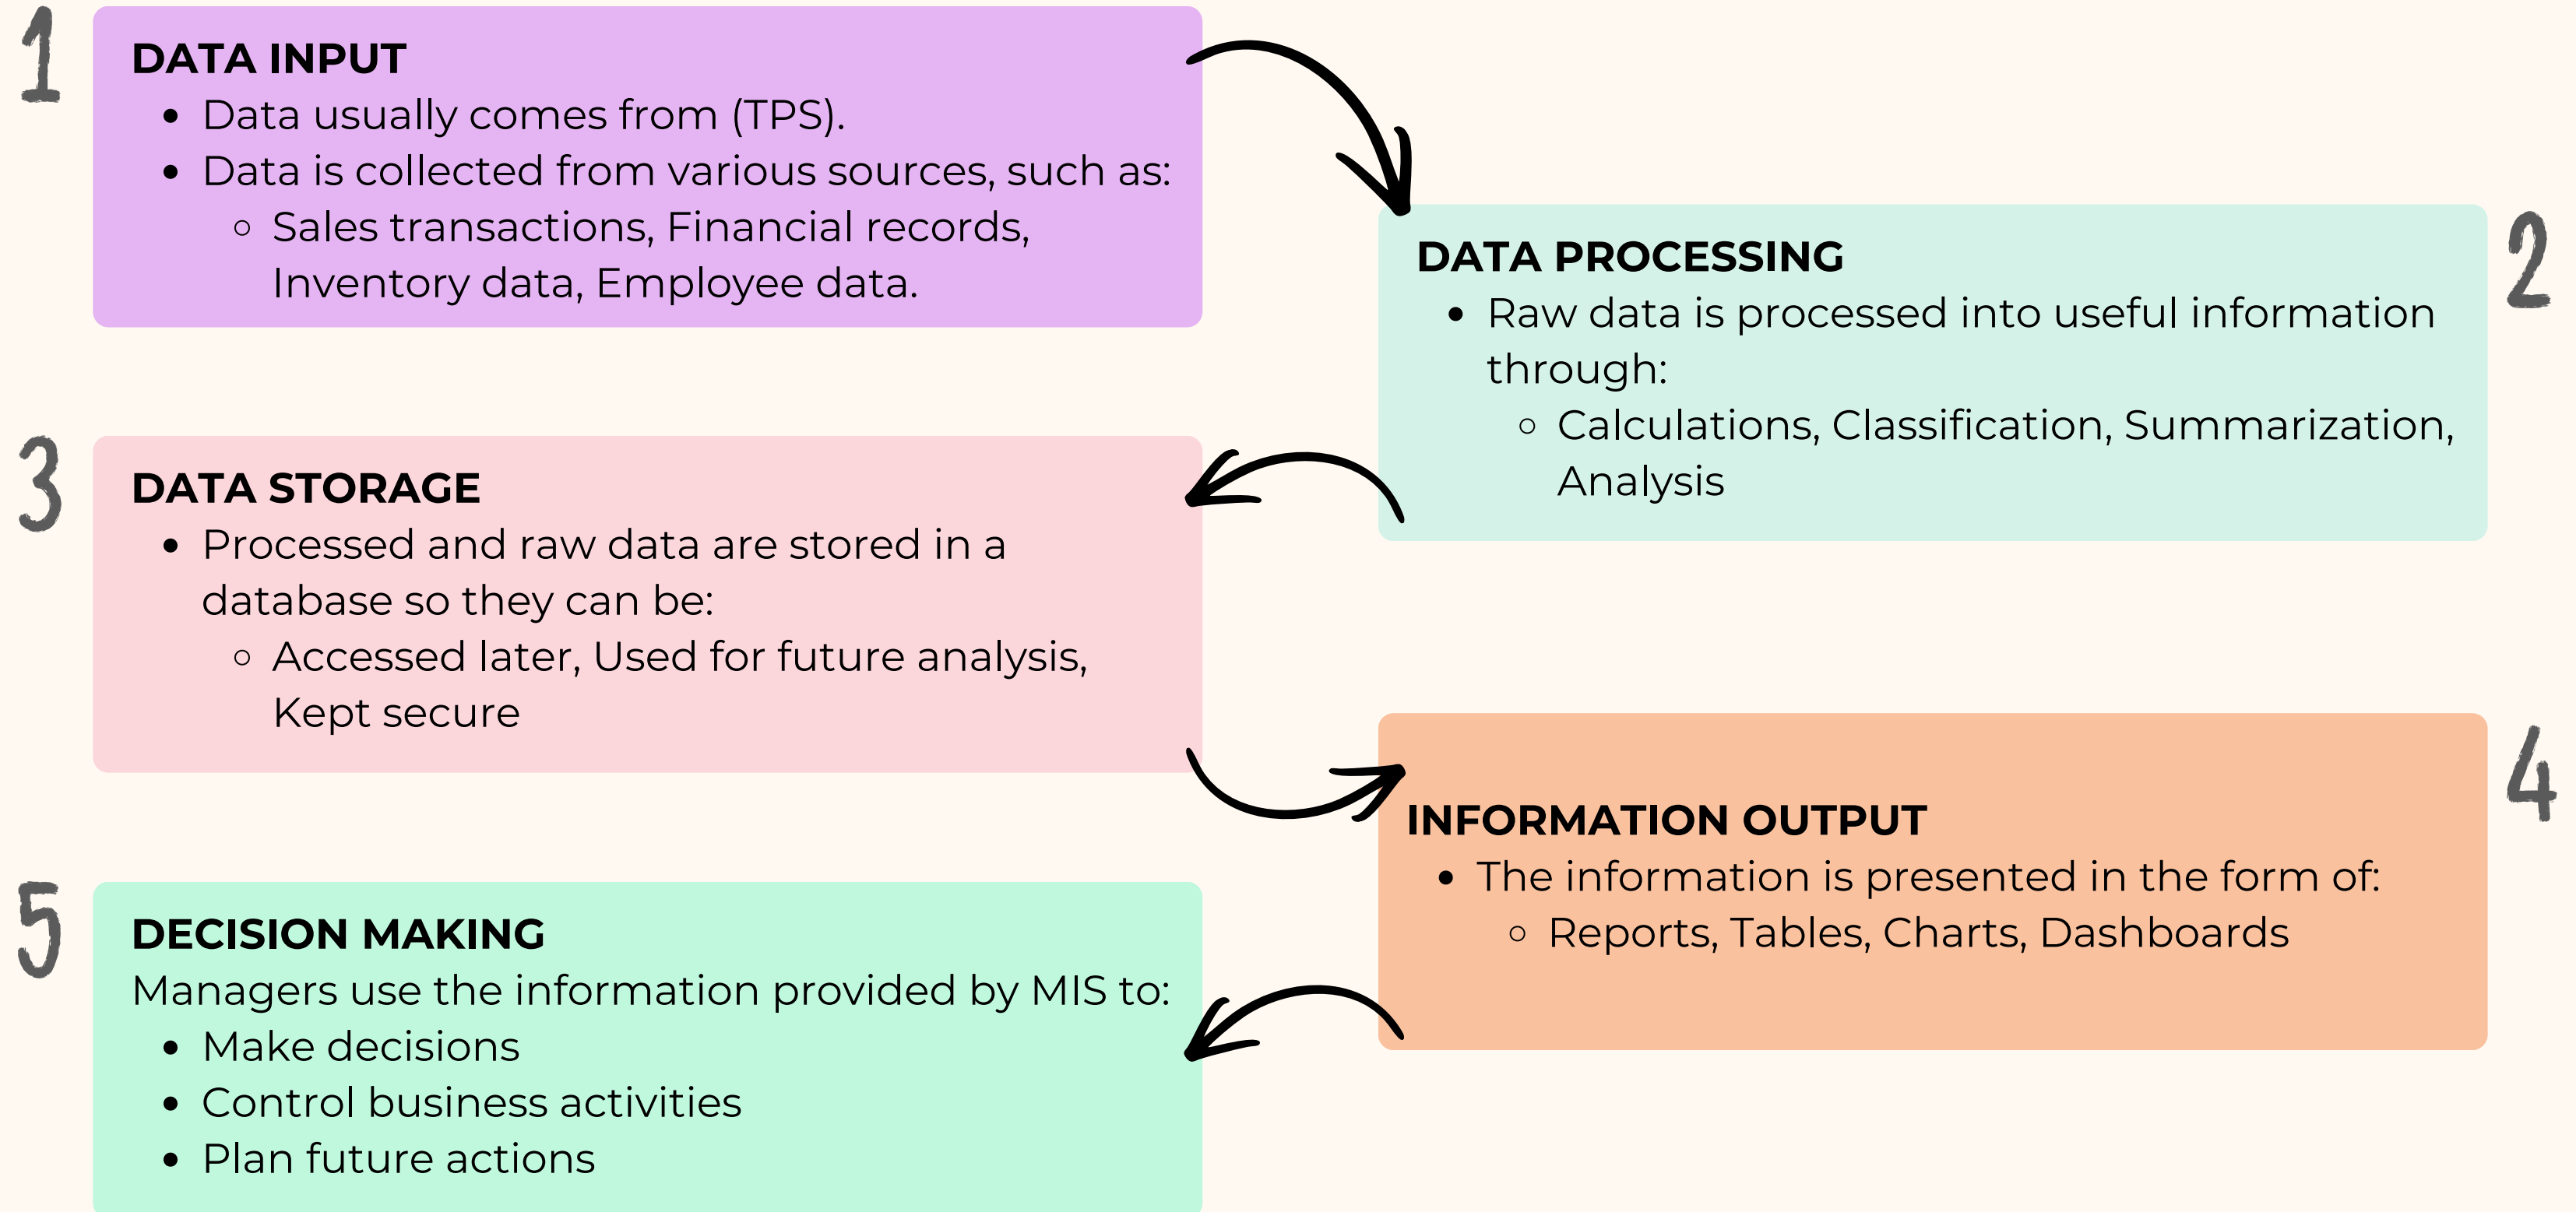 1
DATA INPUT
• Data usually comes from (TPS).
• Data is collected from various sources, such as:
◦ Sales transactions, Financial records,
Inventory data, Employee data.
2
DATA PROCESSING
• Raw data is processed into useful information
through:
◦ Calculations, Classification, Summarization,
Analysis
3
DATA STORAGE
• Processed and raw data are stored in a
database so they can be:
◦ Accessed later, Used for future analysis,
Kept secure
4
INFORMATION OUTPUT
• The information is presented in the form of:
◦ Reports, Tables, Charts, Dashboards
5
DECISION MAKING
Managers use the information provided by MIS to:
• Make decisions
• Control business activities
• Plan future actions